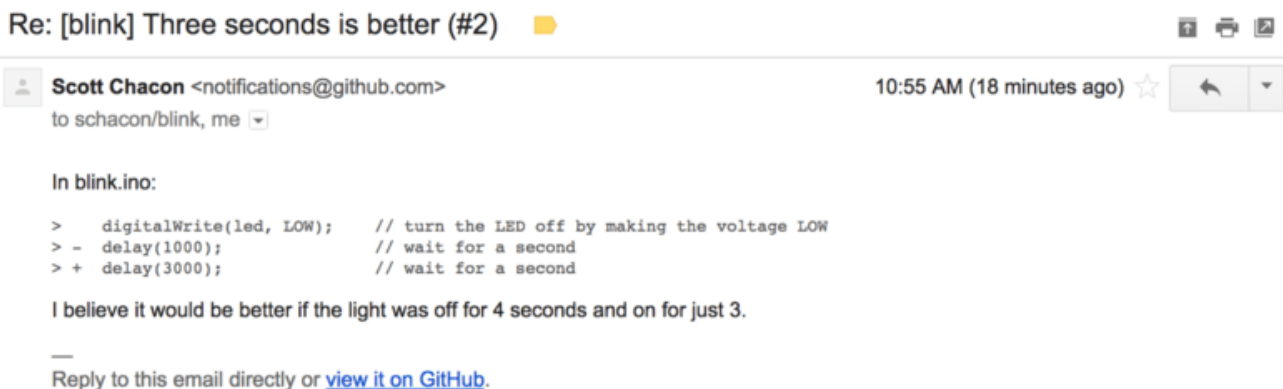 Re: [blink] Three seconds is better (#2)
Scott Chacon <notifications@github.com> 10:55 AM (18 minutes ago)
to schacon/blink, me
In blink.ino:
>     digitalWrite(led, LOW);    // turn the LED off by making the voltage LOW
> -  delay(1000);               // wait for a second
> +  delay(3000);               // wait for a second
I believe it would be better if the light was off for 4 seconds and on for just 3.
—
Reply to this email directly or view it on GitHub.